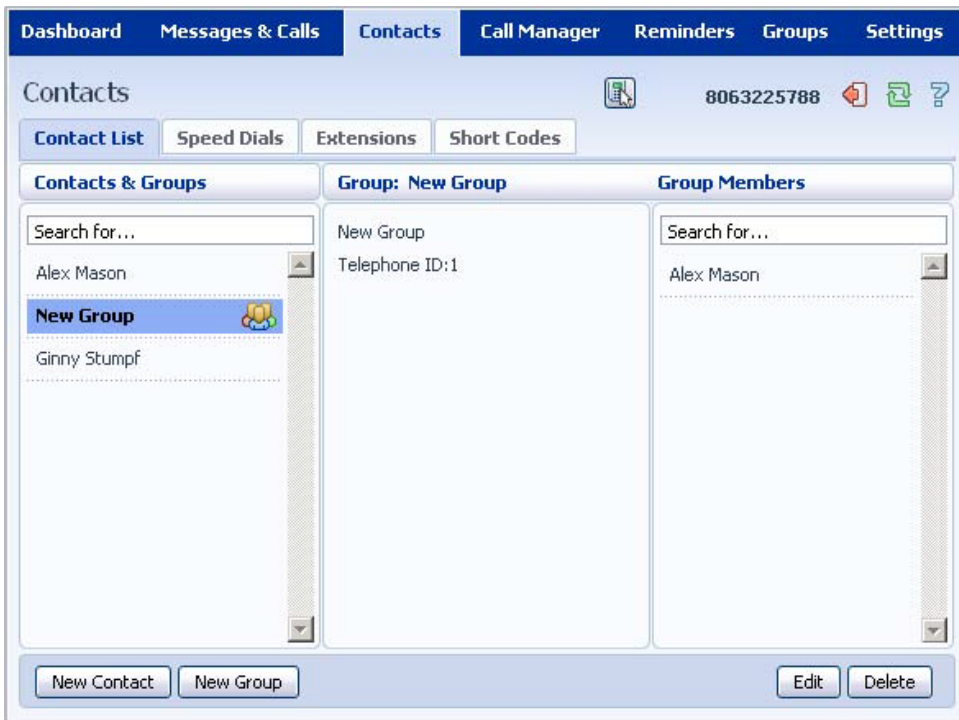 Dashboard Messages & Calls Contacts Call Manager Reminders Groups Settings
Contacts 8063225788
Contact List Speed Dials Extensions Short Codes
Contacts & Groups Group: New Group Group Members
Search for... New Group Search for...
Alex Mason Telephone ID:1 Alex Mason
New Group
Ginny Stumpf
New Contact New Group Edit Delete